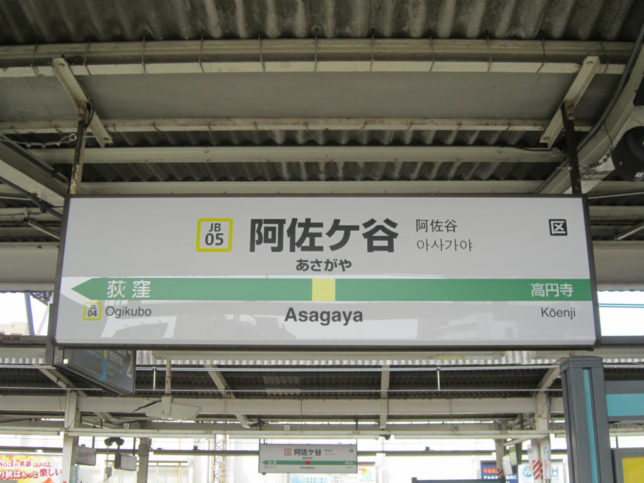 JB
05
阿佐ケ谷
あさがや
阿佐谷
아사가야
区
荻窪
高円寺
JB
04
Ogikubo
Asagaya
Kōenji
阿佐ケ谷
Asagaya